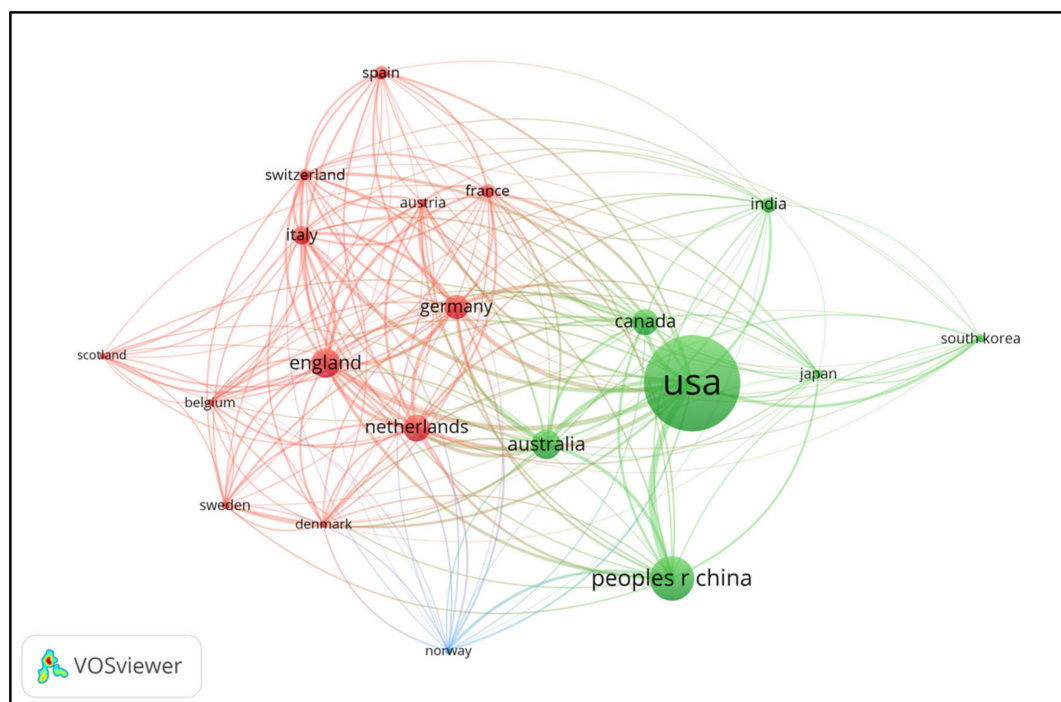 spain
switzerland
austria
france
india
italy
germany
canada
south korea
scotland
england
japan
usa
belgium
netherlands
australia
sweden
denmark
peoples r china
norway
VOSviewer